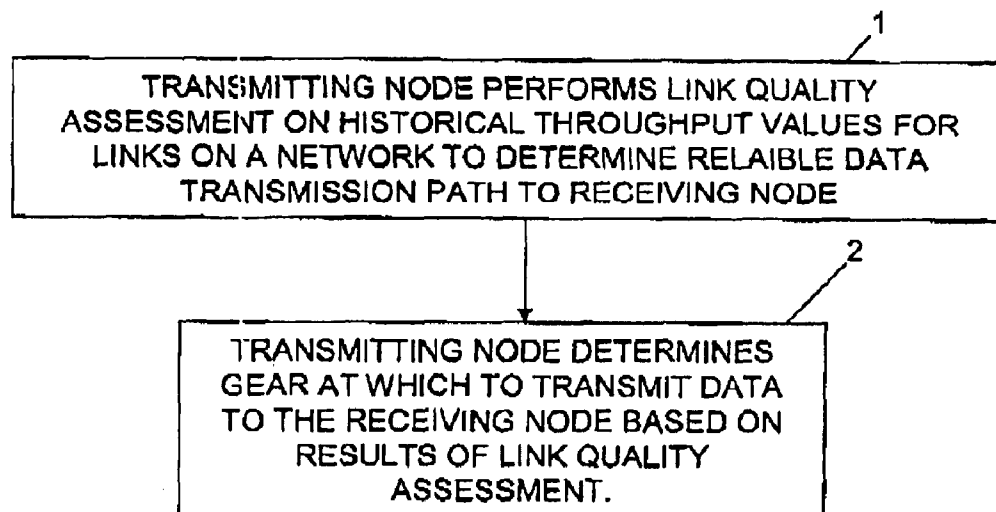 1
TRANSMITTING NODE PERFORMS LINK QUALITY
ASSESSMENT ON HISTORICAL THROUGHPUT VALUES FOR
LINKS ON A NETWORK TO DETERMINE RELAIBLE DATA
TRANSMISSION PATH TO RECEIVING NODE
2
TRANSMITTING NODE DETERMINES
GEAR AT WHICH TO TRANSMIT DATA
TO THE RECEIVING NODE BASED ON
RESULTS OF LINK QUALITY
ASSESSMENT.